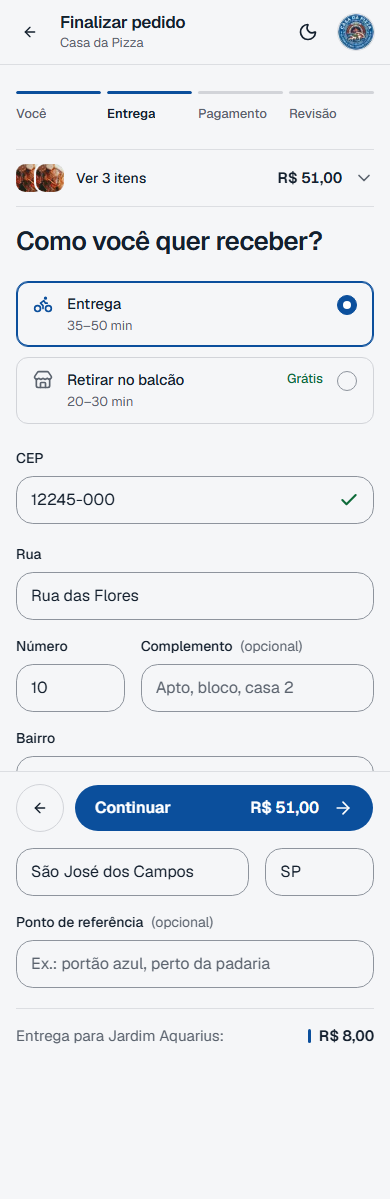 Finalizar pedido
Casa da Pizza
Você Entrega Pagamento Revisão
Ver 3 itens R$ 51,00
Como você quer receber?
Entrega
35–50 min
Retirar no balcão Grátis
20–30 min
CEP
12245-000
Rua
Rua das Flores
Número Complemento (opcional)
10 Apto, bloco, casa 2
Bairro
Continuar R$ 51,00
São José dos Campos SP
Ponto de referência (opcional)
Ex.: portão azul, perto da padaria
Entrega para Jardim Aquarius: R$ 8,00